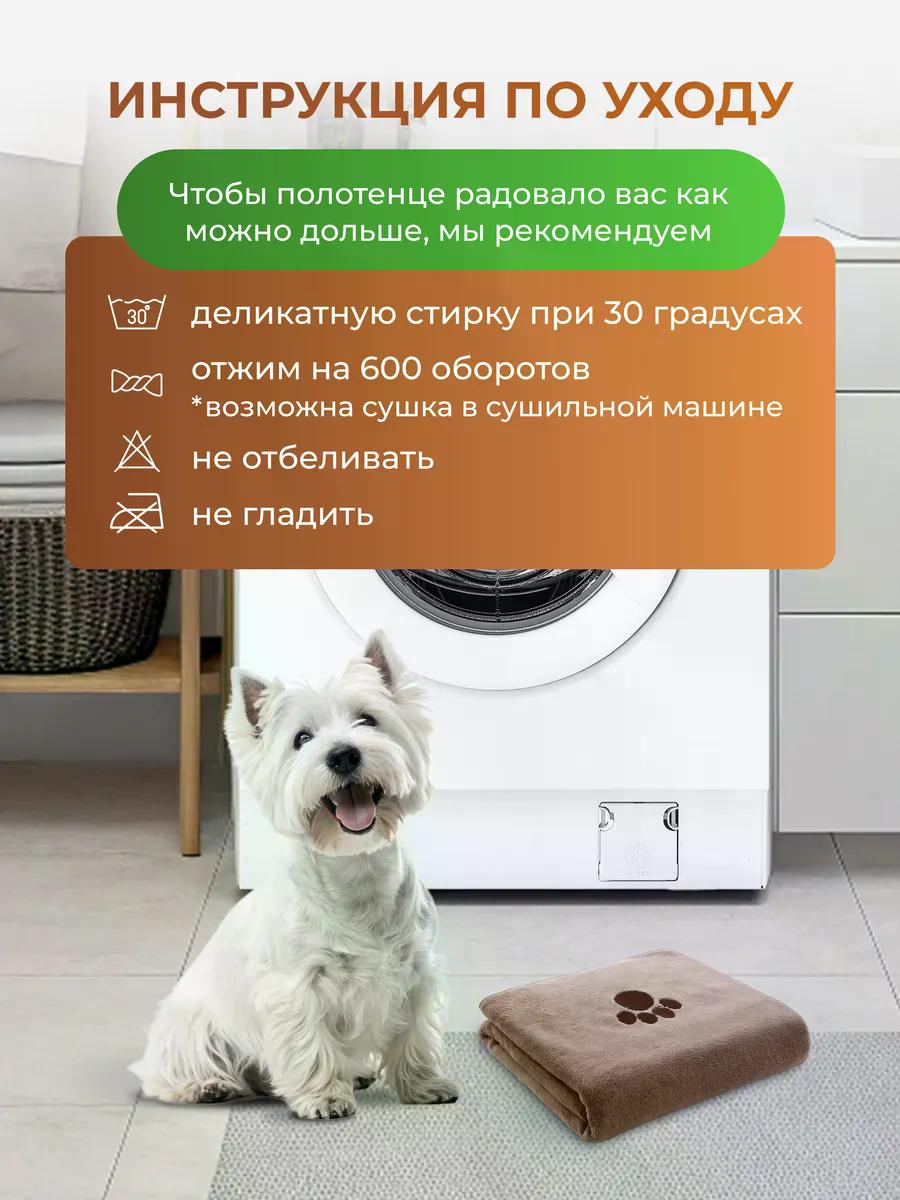 ИНСТРУКЦИЯ ПО УХОДУ
Чтобы полотенце радовало вас как
можно дольше, мы рекомендуем
30°
деликатную стирку при 30 градусах
отжим на 600 оборотов
*возможна сушка в сушильной машине
не отбеливать
не гладить